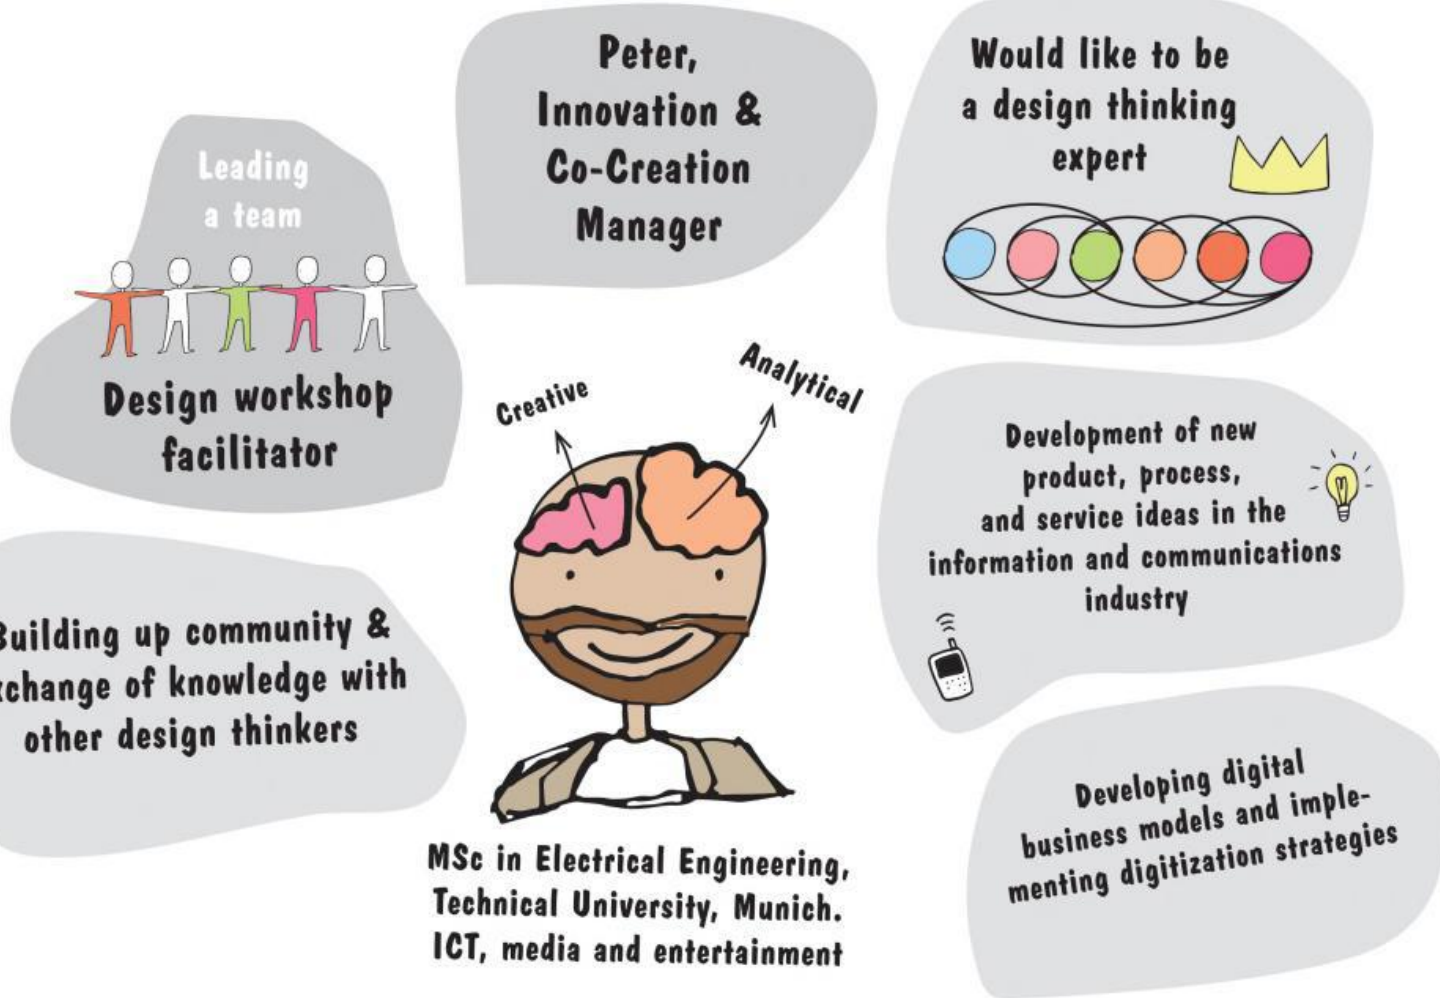 Peter,
Innovation &
Co-Creation
Manager
Would like to be
a design thinking
expert
Leading
a team
Design workshop
facilitator
Creative
Analytical
Development of new
product, process,
and service ideas in the
information and communications
industry
Building up community &
xchange of knowledge with
other design thinkers
Developing digital
business models and imple-
menting digitization strategies
MSc in Electrical Engineering,
Technical University, Munich.
ICT, media and entertainment